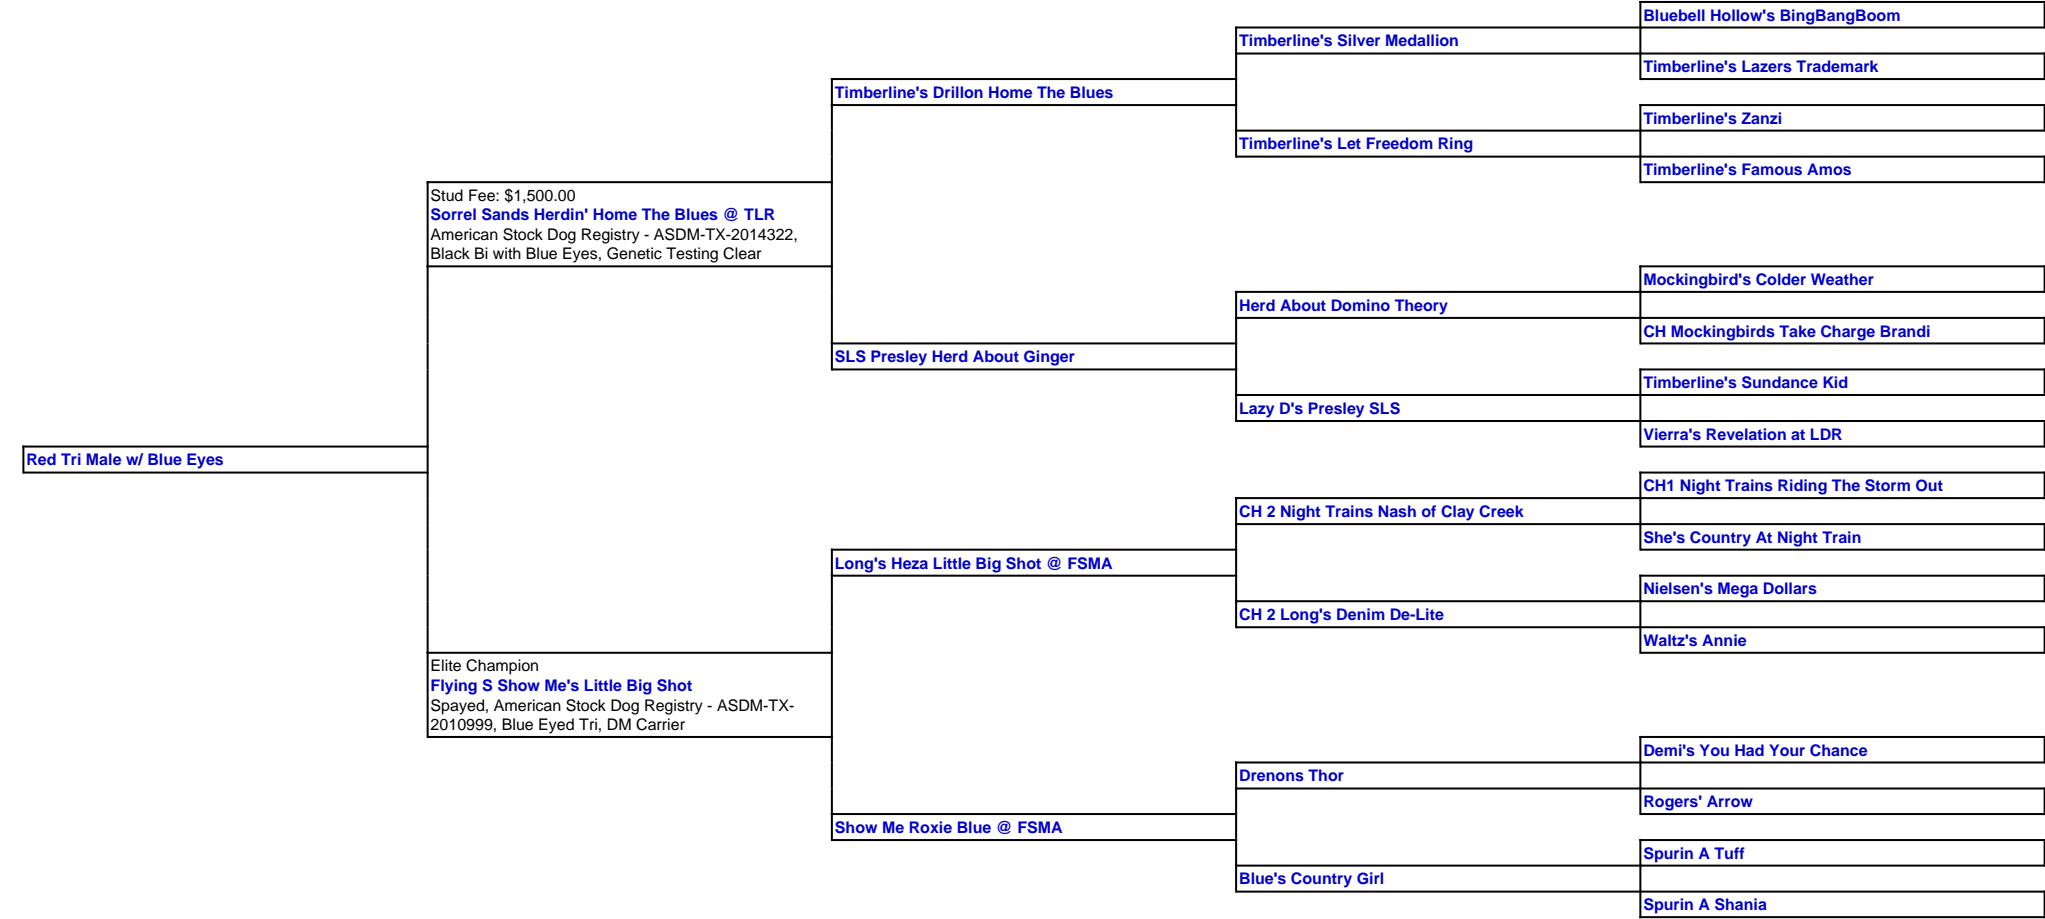 Bluebell Hollow's BingBangBoom
Timberline's Silver Medallion
Timberline's Lazers Trademark
Timberline's Drillon Home The Blues
Timberline's Zanzi
Timberline's Let Freedom Ring
Timberline's Famous Amos
Stud Fee: $1,500.00
Sorrel Sands Herdin' Home The Blues @ TLR
American Stock Dog Registry - ASDM-TX-2014322,
Black Bi with Blue Eyes, Genetic Testing Clear
Mockingbird's Colder Weather
Herd About Domino Theory
CH Mockingbirds Take Charge Brandi
SLS Presley Herd About Ginger
Timberline's Sundance Kid
Lazy D's Presley SLS
Vierra's Revelation at LDR
Red Tri Male w/ Blue Eyes
CH1 Night Trains Riding The Storm Out
CH 2 Night Trains Nash of Clay Creek
She's Country At Night Train
Long's Heza Little Big Shot @ FSMA
Nielsen's Mega Dollars
CH 2 Long's Denim De-Lite
Waltz's Annie
Elite Champion
Flying S Show Me's Little Big Shot
Spayed, American Stock Dog Registry - ASDM-TX-
2010999, Blue Eyed Tri, DM Carrier
Demi's You Had Your Chance
Drenons Thor
Rogers' Arrow
Show Me Roxie Blue @ FSMA
Spurin A Tuff
Blue's Country Girl
Spurin A Shania